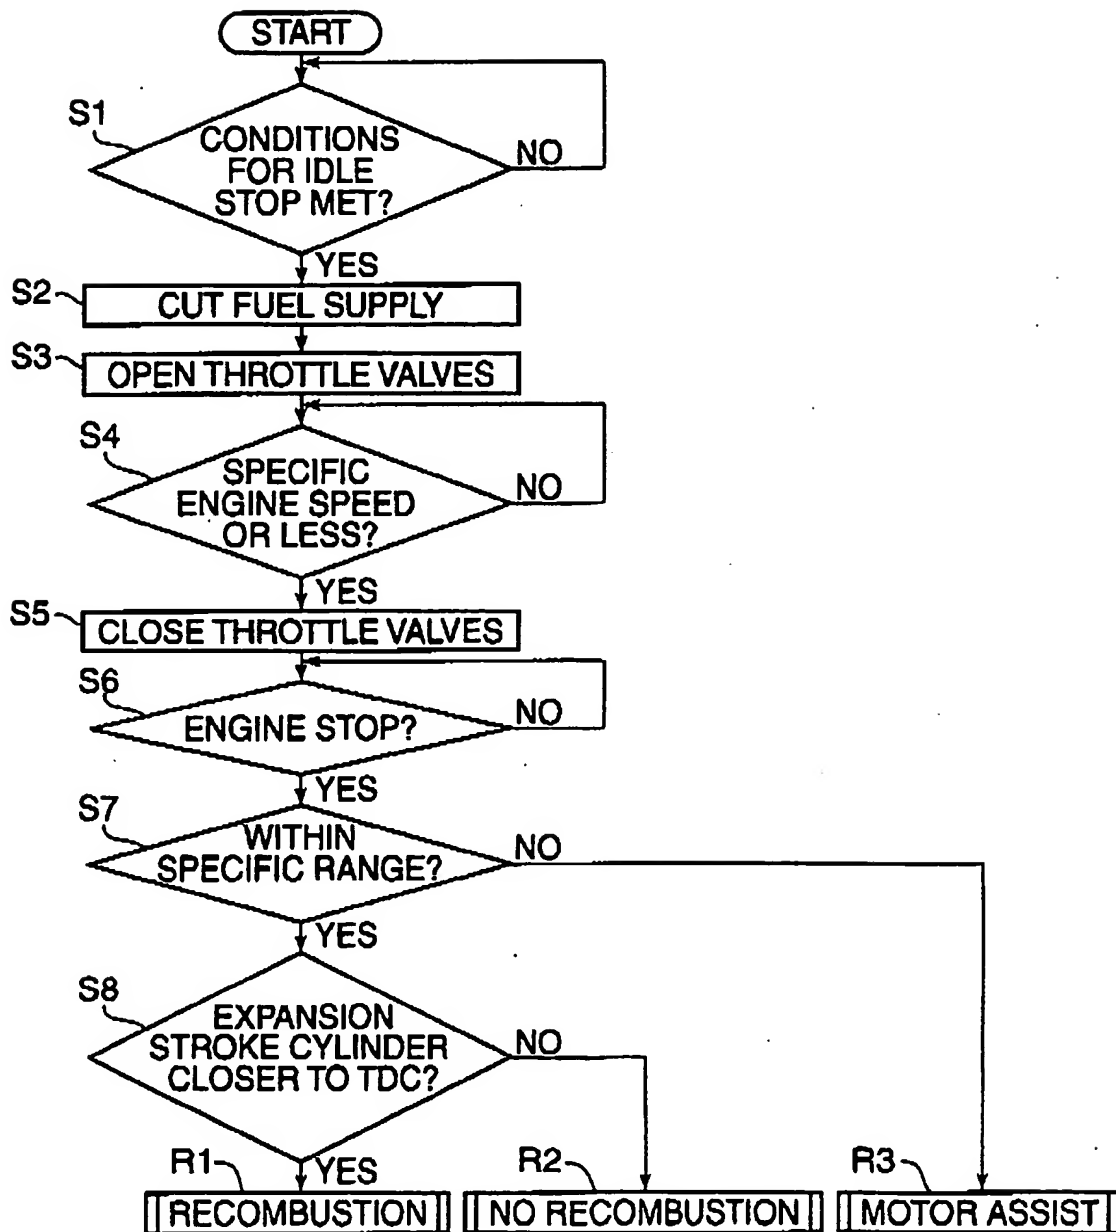 START
S1
CONDITIONS
FOR IDLE
STOP MET?
NO
YES
S2
CUT FUEL SUPPLY
S3
OPEN THROTTLE VALVES
S4
SPECIFIC
ENGINE SPEED
OR LESS?
NO
YES
S5
CLOSE THROTTLE VALVES
S6
ENGINE STOP?
NO
YES
S7
WITHIN
SPECIFIC RANGE?
NO
YES
S8
EXPANSION
STROKE CYLINDER
CLOSER TO TDC?
NO
YES
R1
RECOMBUSTION
R2
NO RECOMBUSTION
R3
MOTOR ASSIST